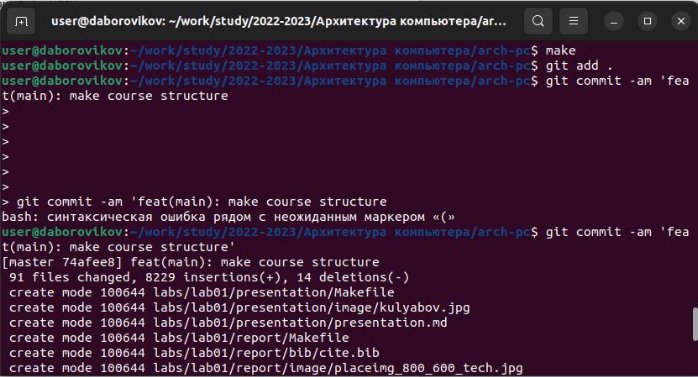 user@daborovikov: ~/work/study/2022-2023/Архитектура компьютера/ar...
user@daborovikov:~/work/study/2022-2023/Архитектура компьютера/arch-pc$ make
user@daborovikov:~/work/study/2022-2023/Архитектура компьютера/arch-pc$ git add .
user@daborovikov:~/work/study/2022-2023/Архитектура компьютера/arch-pc$ git commit -am 'fea
t(main): make course structure
>
>
>
>
>
> git commit -am 'feat(main): make course structure
bash: синтаксическая ошибка рядом с неожиданным маркером «(»
user@daborovikov:~/work/study/2022-2023/Архитектура компьютера/arch-pc$ git commit -am 'fea
t(main): make course structure'
[master 74afee8] feat(main): make course structure
 91 files changed, 8229 insertions(+), 14 deletions(-)
 create mode 100644 labs/lab01/presentation/Makefile
 create mode 100644 labs/lab01/presentation/image/kulyabov.jpg
 create mode 100644 labs/lab01/presentation/presentation.md
 create mode 100644 labs/lab01/report/Makefile
 create mode 100644 labs/lab01/report/bib/cite.bib
 create mode 100644 labs/lab01/report/image/placeimg_800_600_tech.jpg